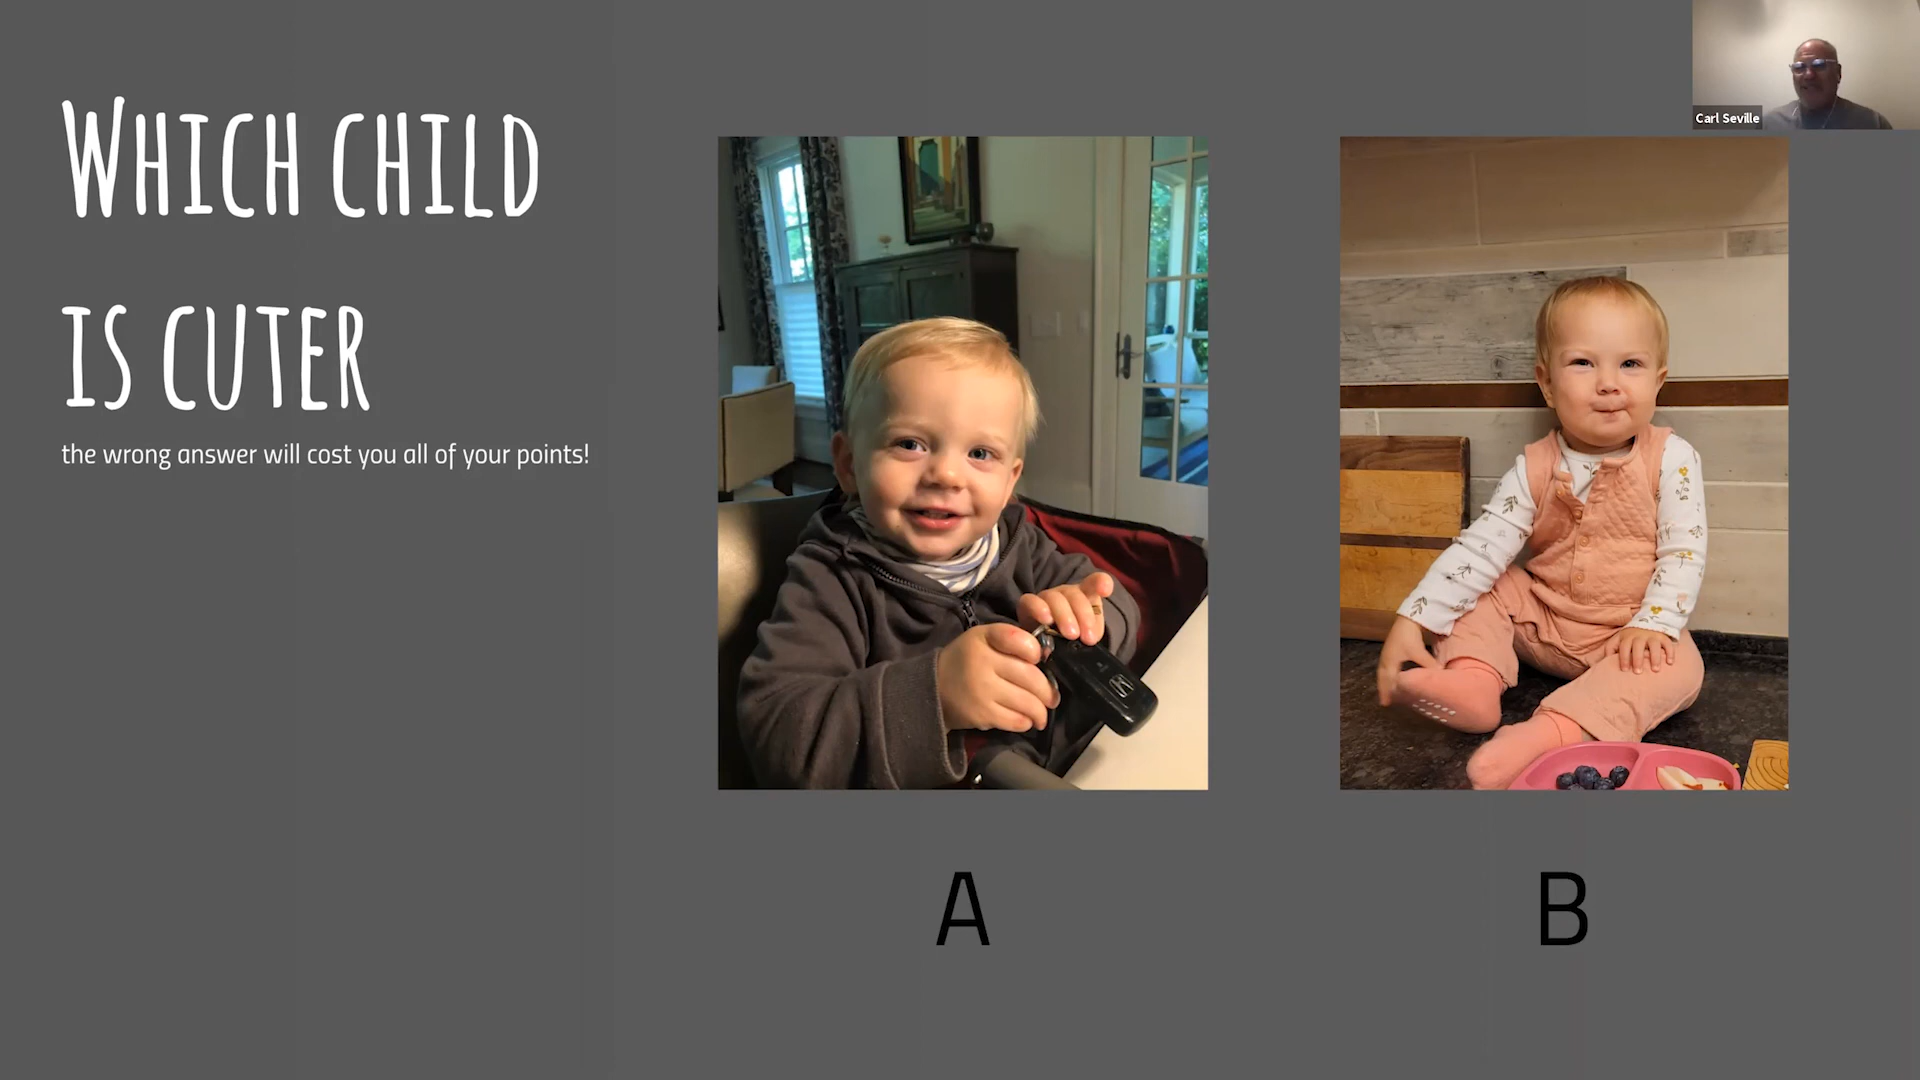 Which child
is cuter
the wrong answer will cost you all of your points!
Carl Seville
A
B